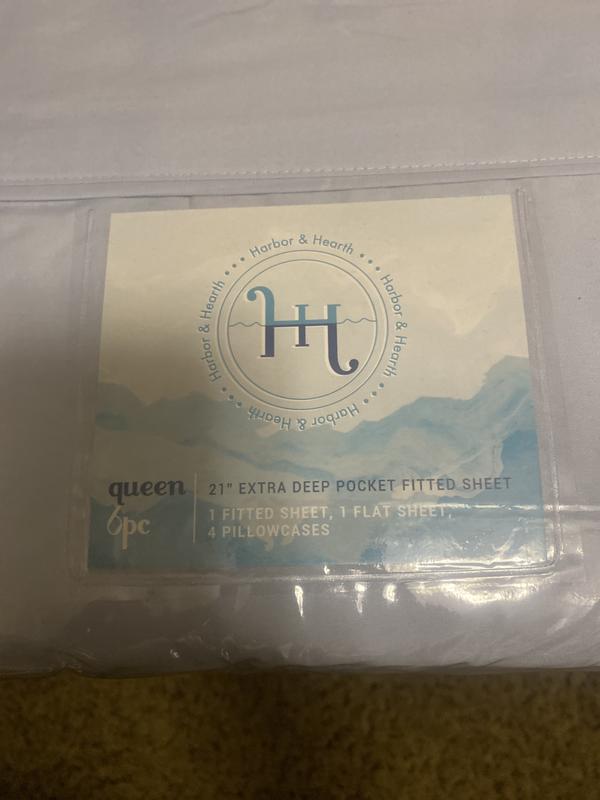 Harbor & Hearth
Harbor & Hearth
Harbor & Hearth
Harbor & Hearth
HH
queen
6pc
21" EXTRA DEEP POCKET FITTED SHEET
1 FITTED SHEET, 1 FLAT SHEET,
4 PILLOWCASES